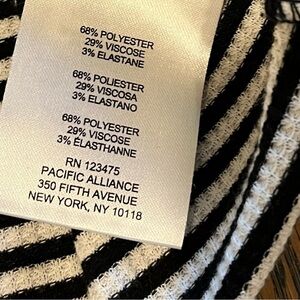 68% POLYESTER
29% VISCOSE
3% ELASTANE
68% POLIESTER
29% VISCOSA
3% ELASTANO
68% POLYESTER
29% VISCOSE
3% ÉLASTHANNE
RN 123475
PACIFIC ALLIANCE
350 FIFTH AVENUE
NEW YORK, NY 10118